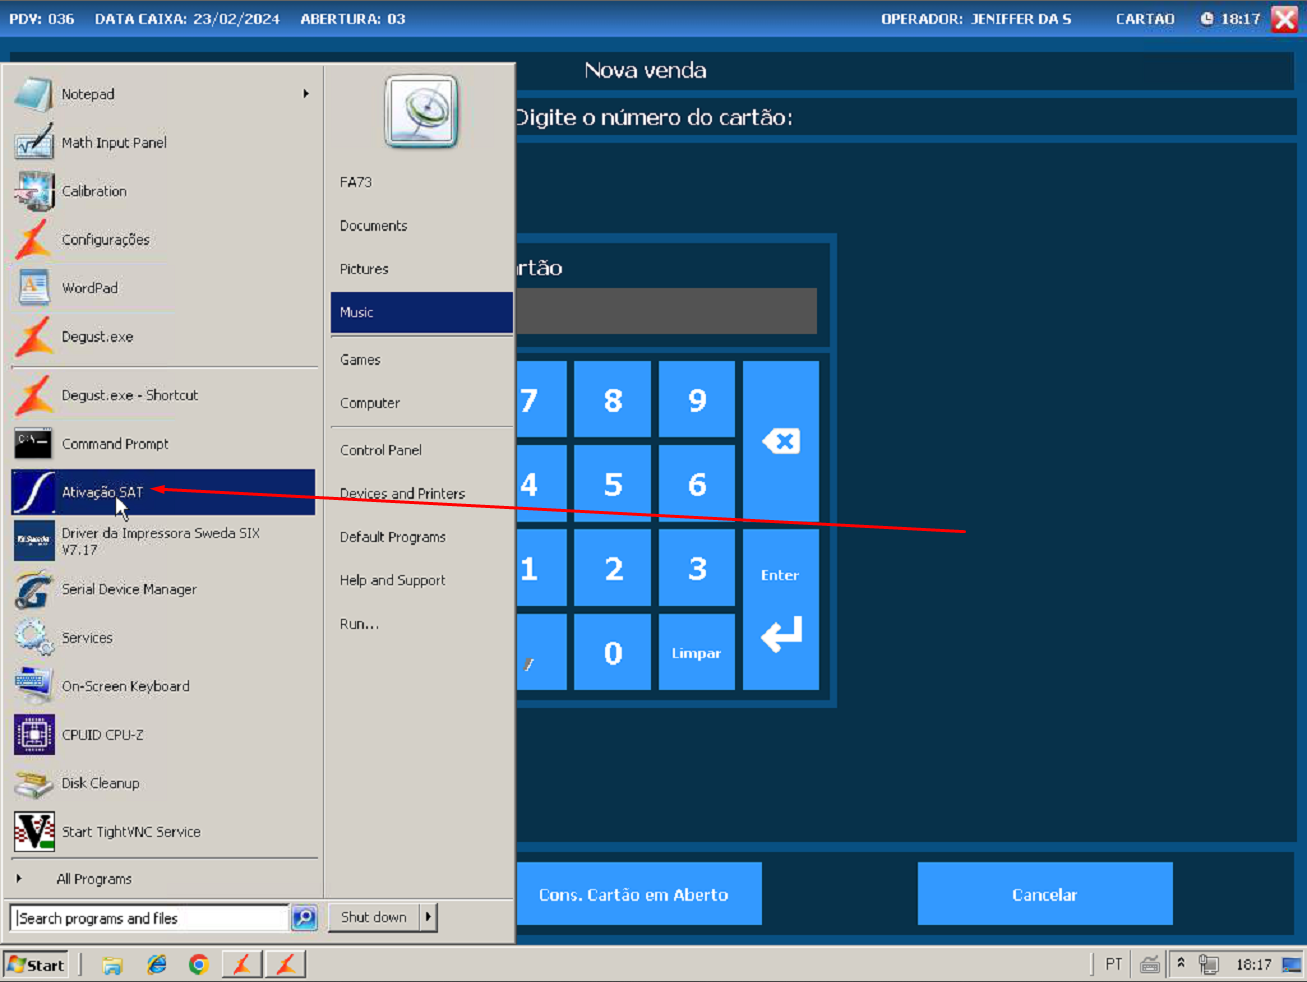 PDV: 036 DATA CAIXA: 23/02/2024 ABERTURA: 03 OPERADOR: JENIFFER DA S CARTAO 18:17
Nova venda
Digite o número do cartão:
rtão
7 8 9
4 5 6
1 2 3 Enter
, 0 Limpar
Cons. Cartão em Aberto Cancelar
Notepad
Math Input Panel
Calibration
Configurações
WordPad
Degust.exe
Degust.exe - Shortcut
Command Prompt
Ativação SAT
Driver da Impressora Sweda SIX
V7.17
Serial Device Manager
Services
On-Screen Keyboard
CPUID CPU-Z
Disk Cleanup
Start TightVNC Service
All Programs
Search programs and files
FA73
Documents
Pictures
Music
Games
Computer
Control Panel
Devices and Printers
Default Programs
Help and Support
Run...
Shut down
Start PT 18:17